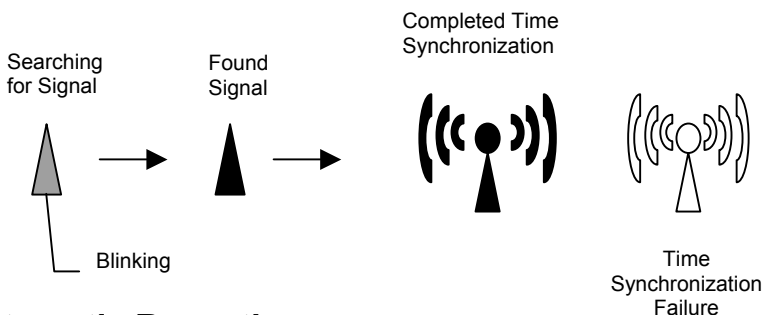 Completed Time
Synchronization
Searching
for Signal
Found
Signal
Blinking
Time
Synchronization
Failure